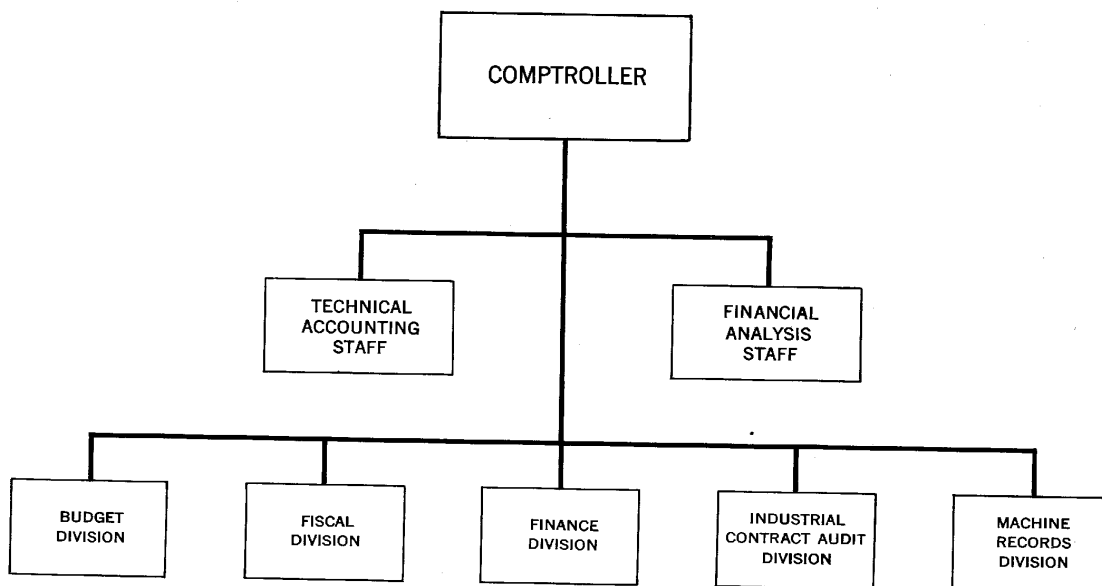 COMPTROLLER
TECHNICAL
ACCOUNTING
STAFF
FINANCIAL
ANALYSIS
STAFF
BUDGET
DIVISION
FISCAL
DIVISION
FINANCE
DIVISION
INDUSTRIAL
CONTRACT AUDIT
DIVISION
MACHINE
RECORDS
DIVISION